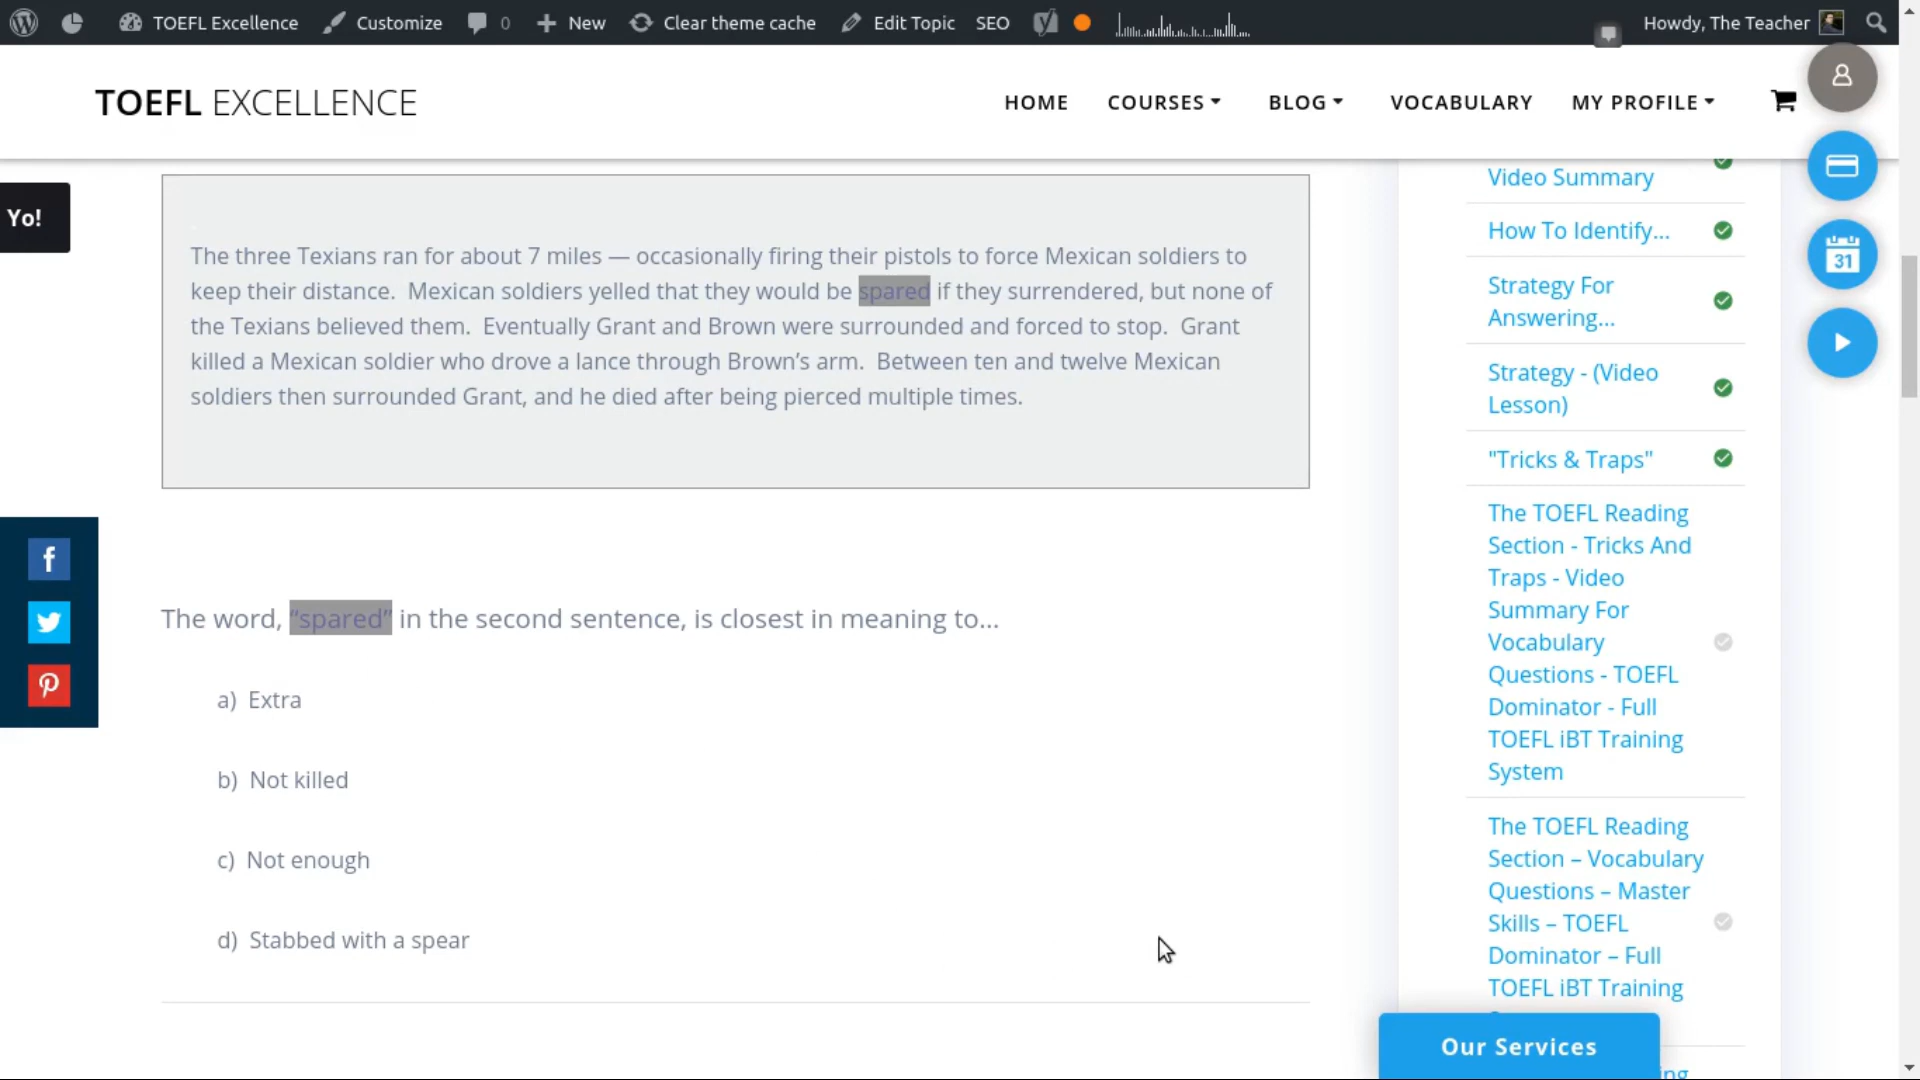 TOEFL Excellence
Customize
0
New
Clear theme cache
Edit Topic
SEO
Howdy, The Teacher
TOEFL EXCELLENCE
HOME
COURSES
BLOG
VOCABULARY
MY PROFILE
Yo!
31
The three Texians ran for about 7 miles — occasionally firing their pistols to force Mexican soldiers to
keep their distance.  Mexican soldiers yelled that they would be spared if they surrendered, but none of
the Texians believed them.  Eventually Grant and Brown were surrounded and forced to stop.  Grant
killed a Mexican soldier who drove a lance through Brown’s arm.  Between ten and twelve Mexican
soldiers then surrounded Grant, and he died after being pierced multiple times.
The word, “spared” in the second sentence, is closest in meaning to...
a)  Extra
b)  Not killed
c)  Not enough
d)  Stabbed with a spear
Video Summary
How To Identify...
Strategy For
Answering...
Strategy - (Video
Lesson)
"Tricks & Traps"
The TOEFL Reading
Section - Tricks And
Traps - Video
Summary For
Vocabulary
Questions - TOEFL
Dominator - Full
TOEFL iBT Training
System
The TOEFL Reading
Section – Vocabulary
Questions – Master
Skills – TOEFL
Dominator – Full
TOEFL iBT Training
Our Services